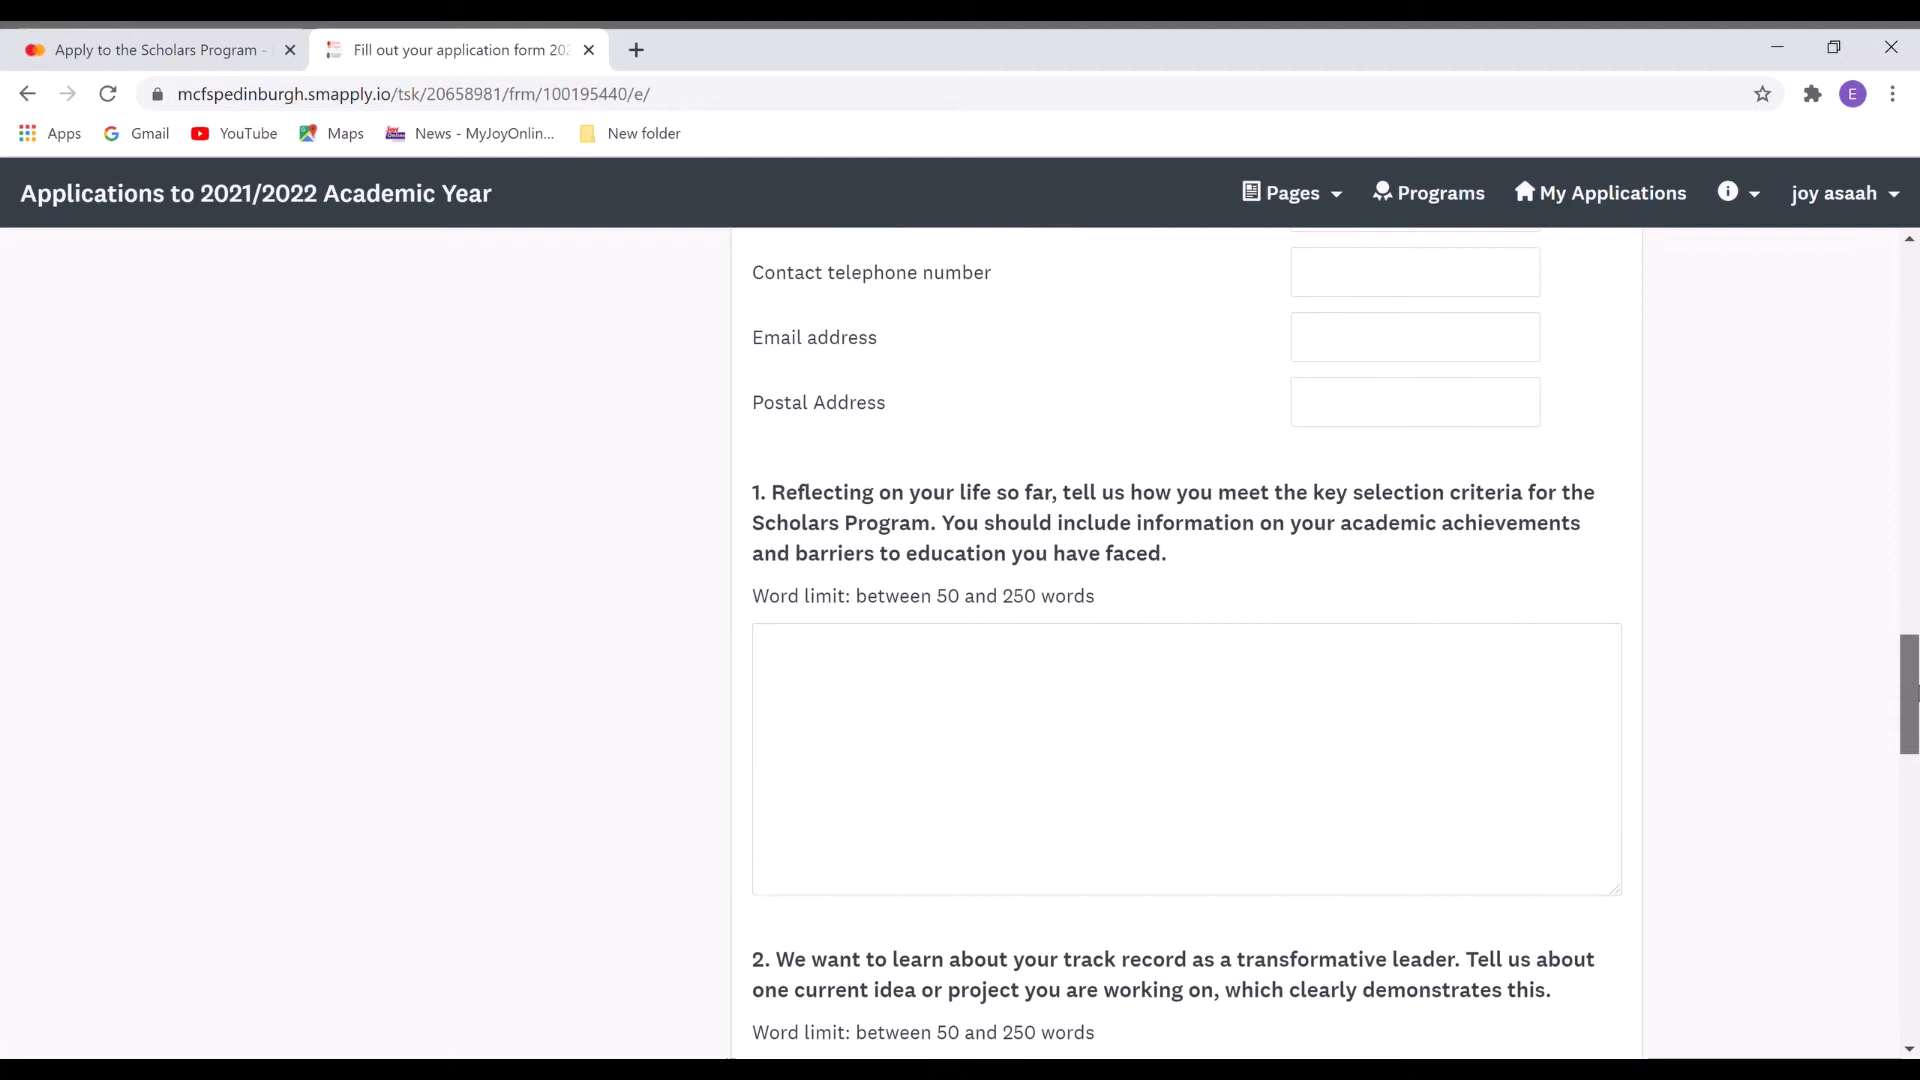 Apply to the Scholars Program -
Fill out your application form 202
mcfspedinburgh.smapply.io/tsk/20658981/frm/100195440/e/
E
Apps
Gmail
YouTube
Maps
News - MyJoyOnlin...
New folder
Applications to 2021/2022 Academic Year
Pages
Programs
My Applications
joy asaah
Contact telephone number
Email address
Postal Address
1. Reflecting on your life so far, tell us how you meet the key selection criteria for the
Scholars Program. You should include information on your academic achievements
and barriers to education you have faced.
Word limit: between 50 and 250 words
2. We want to learn about your track record as a transformative leader. Tell us about
one current idea or project you are working on, which clearly demonstrates this.
Word limit: between 50 and 250 words